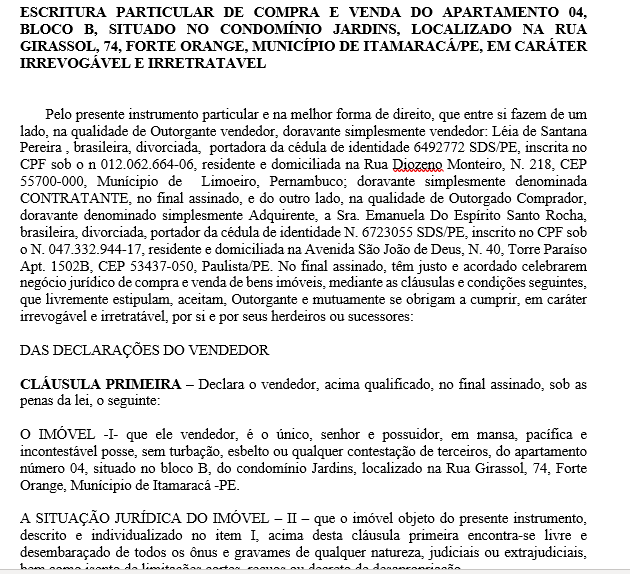 ESCRITURA PARTICULAR DE COMPRA E VENDA DO APARTAMENTO 04,
BLOCO B, SITUADO NO CONDOMÍNIO JARDINS, LOCALIZADO NA RUA
GIRASSOL, 74, FORTE ORANGE, MUNICÍPIO DE ITAMARACÁ/PE, EM CARÁTER
IRREVOGÁVEL E IRRETRATAVEL
Pelo presente instrumento particular e na melhor forma de direito, que entre si fazem de um
lado, na qualidade de Outorgante vendedor, doravante simplesmente vendedor: Léia de Santana
Pereira , brasileira, divorciada, portadora da cédula de identidade 6492772 SDS/PE, inscrita no
CPF sob o n 012.062.664-06, residente e domiciliada na Rua Diozeno Monteiro, N. 218, CEP
55700-000, Munícipio de Limoeiro, Pernambuco; doravante simplesmente denominada
CONTRATANTE, no final assinado, e do outro lado, na qualidade de Outorgado Comprador,
doravante denominado simplesmente Adquirente, a Sra. Emanuela Do Espírito Santo Rocha,
brasileira, divorciada, portador da cédula de identidade N. 6723055 SDS/PE, inscrito no CPF sob
o N. 047.332.944-17, residente e domiciliada na Avenida São João de Deus, N. 40, Torre Paraíso
Apt. 1502B, CEP 53437-050, Paulista/PE. No final assinado, têm justo e acordado celebrarem
negócio jurídico de compra e venda de bens imóveis, mediante as cláusulas e condições seguintes,
que livremente estipulam, aceitam, Outorgante e mutuamente se obrigam a cumprir, em caráter
irrevogável e irretratável, por si e por seus herdeiros ou sucessores:
DAS DECLARAÇÕES DO VENDEDOR
CLÁUSULA PRIMEIRA – Declara o vendedor, acima qualificado, no final assinado, sob as
penas da lei, o seguinte:
O IMÓVEL -I- que ele vendedor, é o único, senhor e possuidor, em mansa, pacífica e
incontestável posse, sem turbação, esbelto ou qualquer contestação de terceiros, do apartamento
número 04, situado no bloco B, do condomínio Jardins, localizado na Rua Girassol, 74, Forte
Orange, Munícipio de Itamaracá -PE.
A SITUAÇÃO JURÍDICA DO IMÓVEL – II – que o imóvel objeto do presente instrumento,
descrito e individualizado no item I, acima desta cláusula primeira encontra-se livre e
desembaraçado de todos os ônus e gravames de qualquer natureza, judiciais ou extrajudiciais,